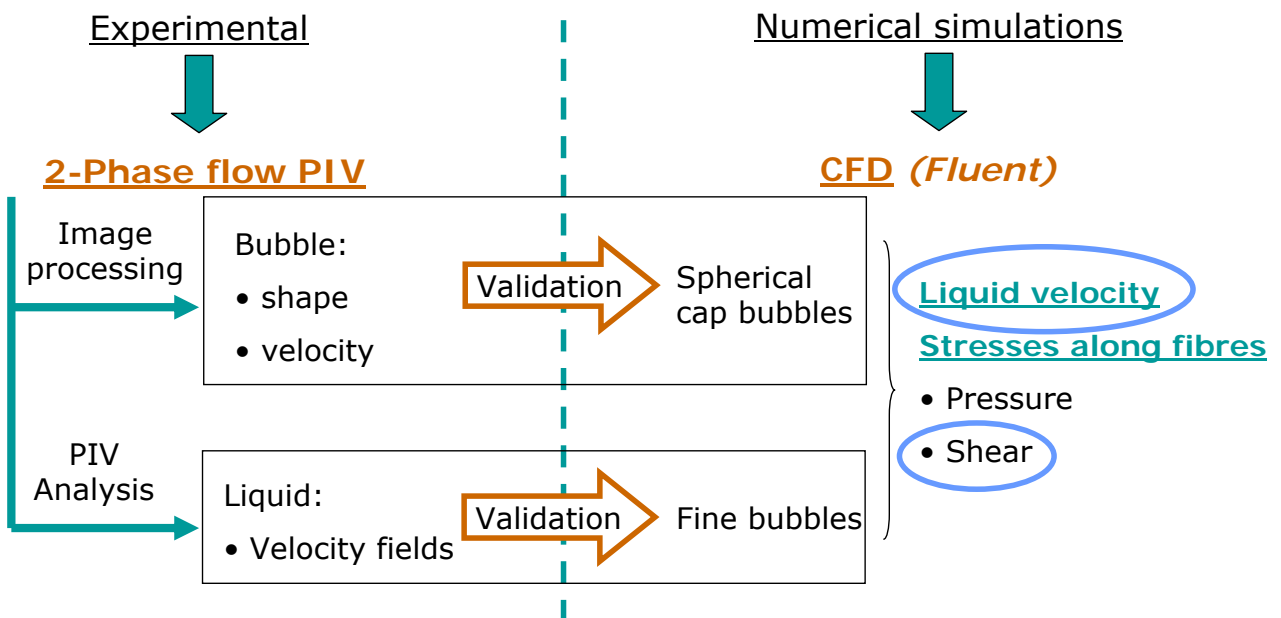 Experimental
Numerical simulations
2-Phase flow PIV
CFD (Fluent)
Image
processing
Bubble:
• shape
• velocity
Validation
Spherical
cap bubbles
Liquid velocity
Stresses along fibres
• Pressure
• Shear
PIV
Analysis
Liquid:
• Velocity fields
Validation
Fine bubbles